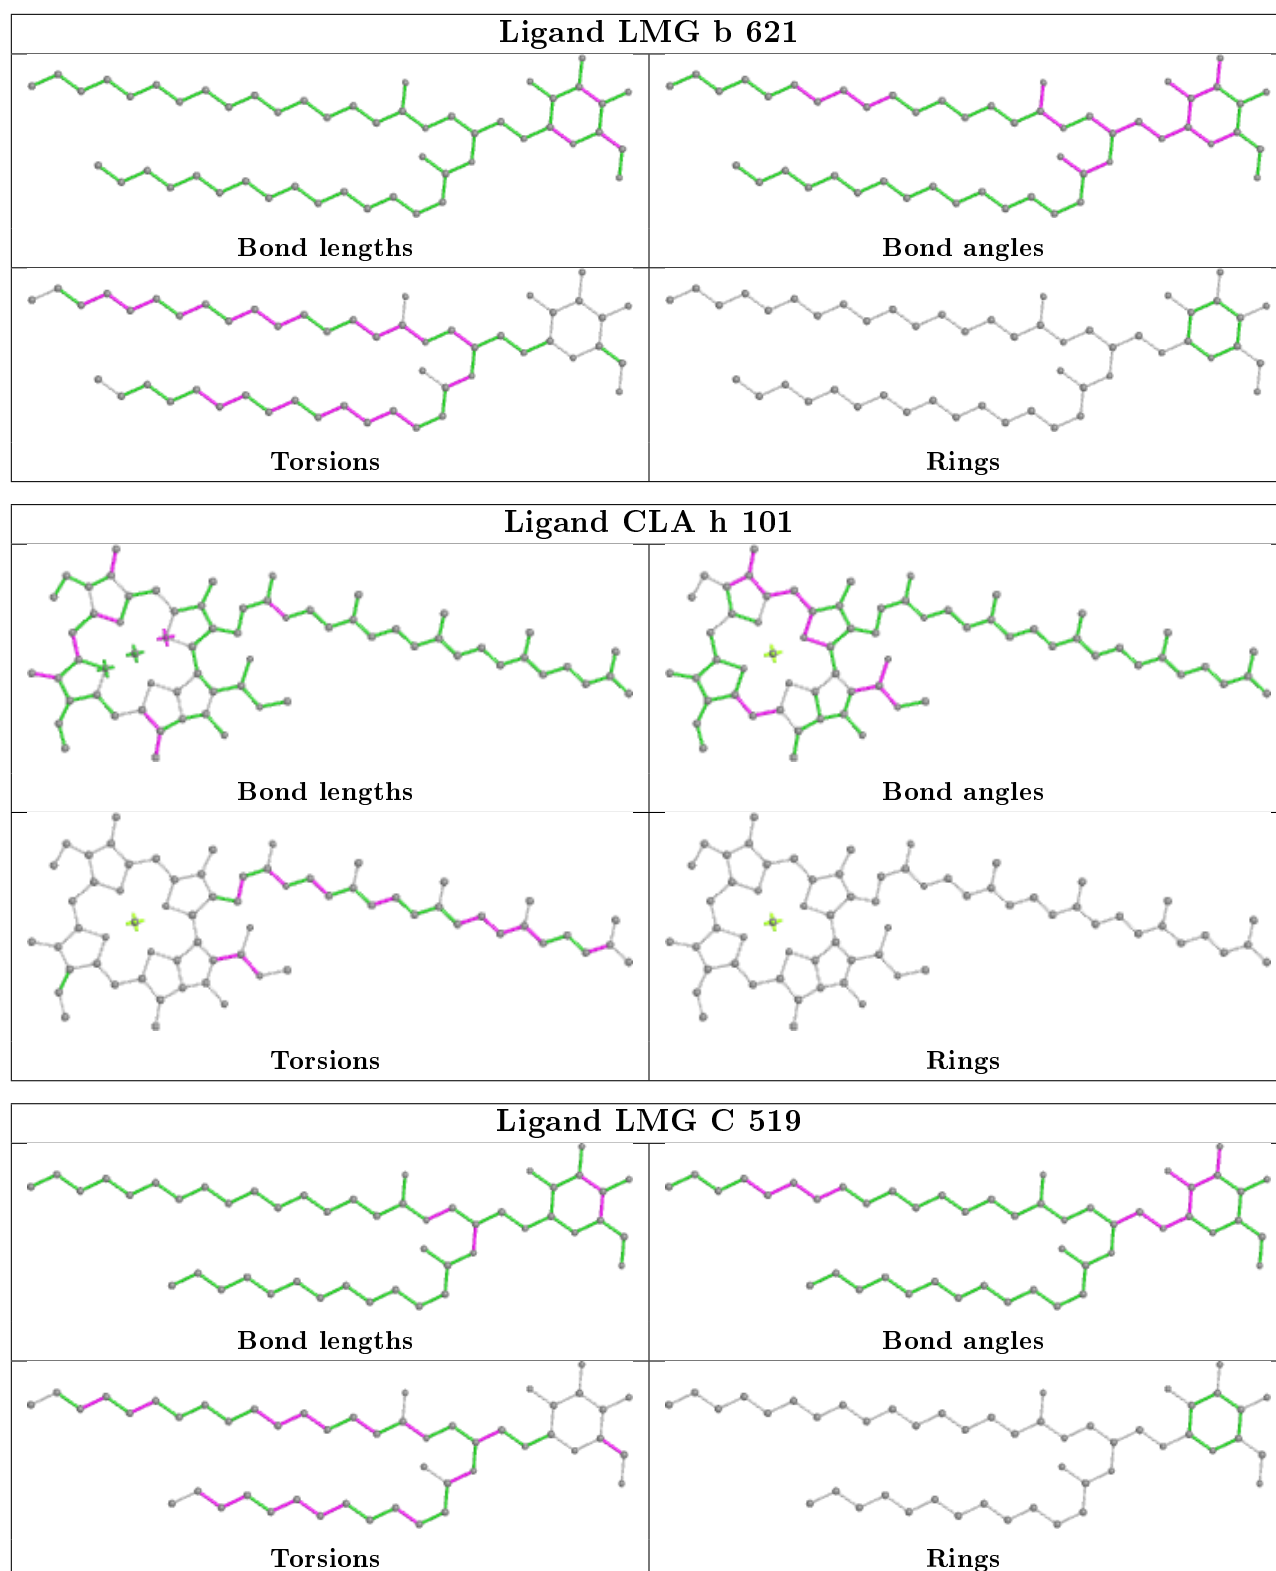 Ligand LMG b 621
Bond lengths
Bond angles
Torsions
Rings
Ligand CLA h 101
Bond lengths
Bond angles
Torsions
Rings
Ligand LMG C 519
Bond lengths
Bond angles
Torsions
Rings